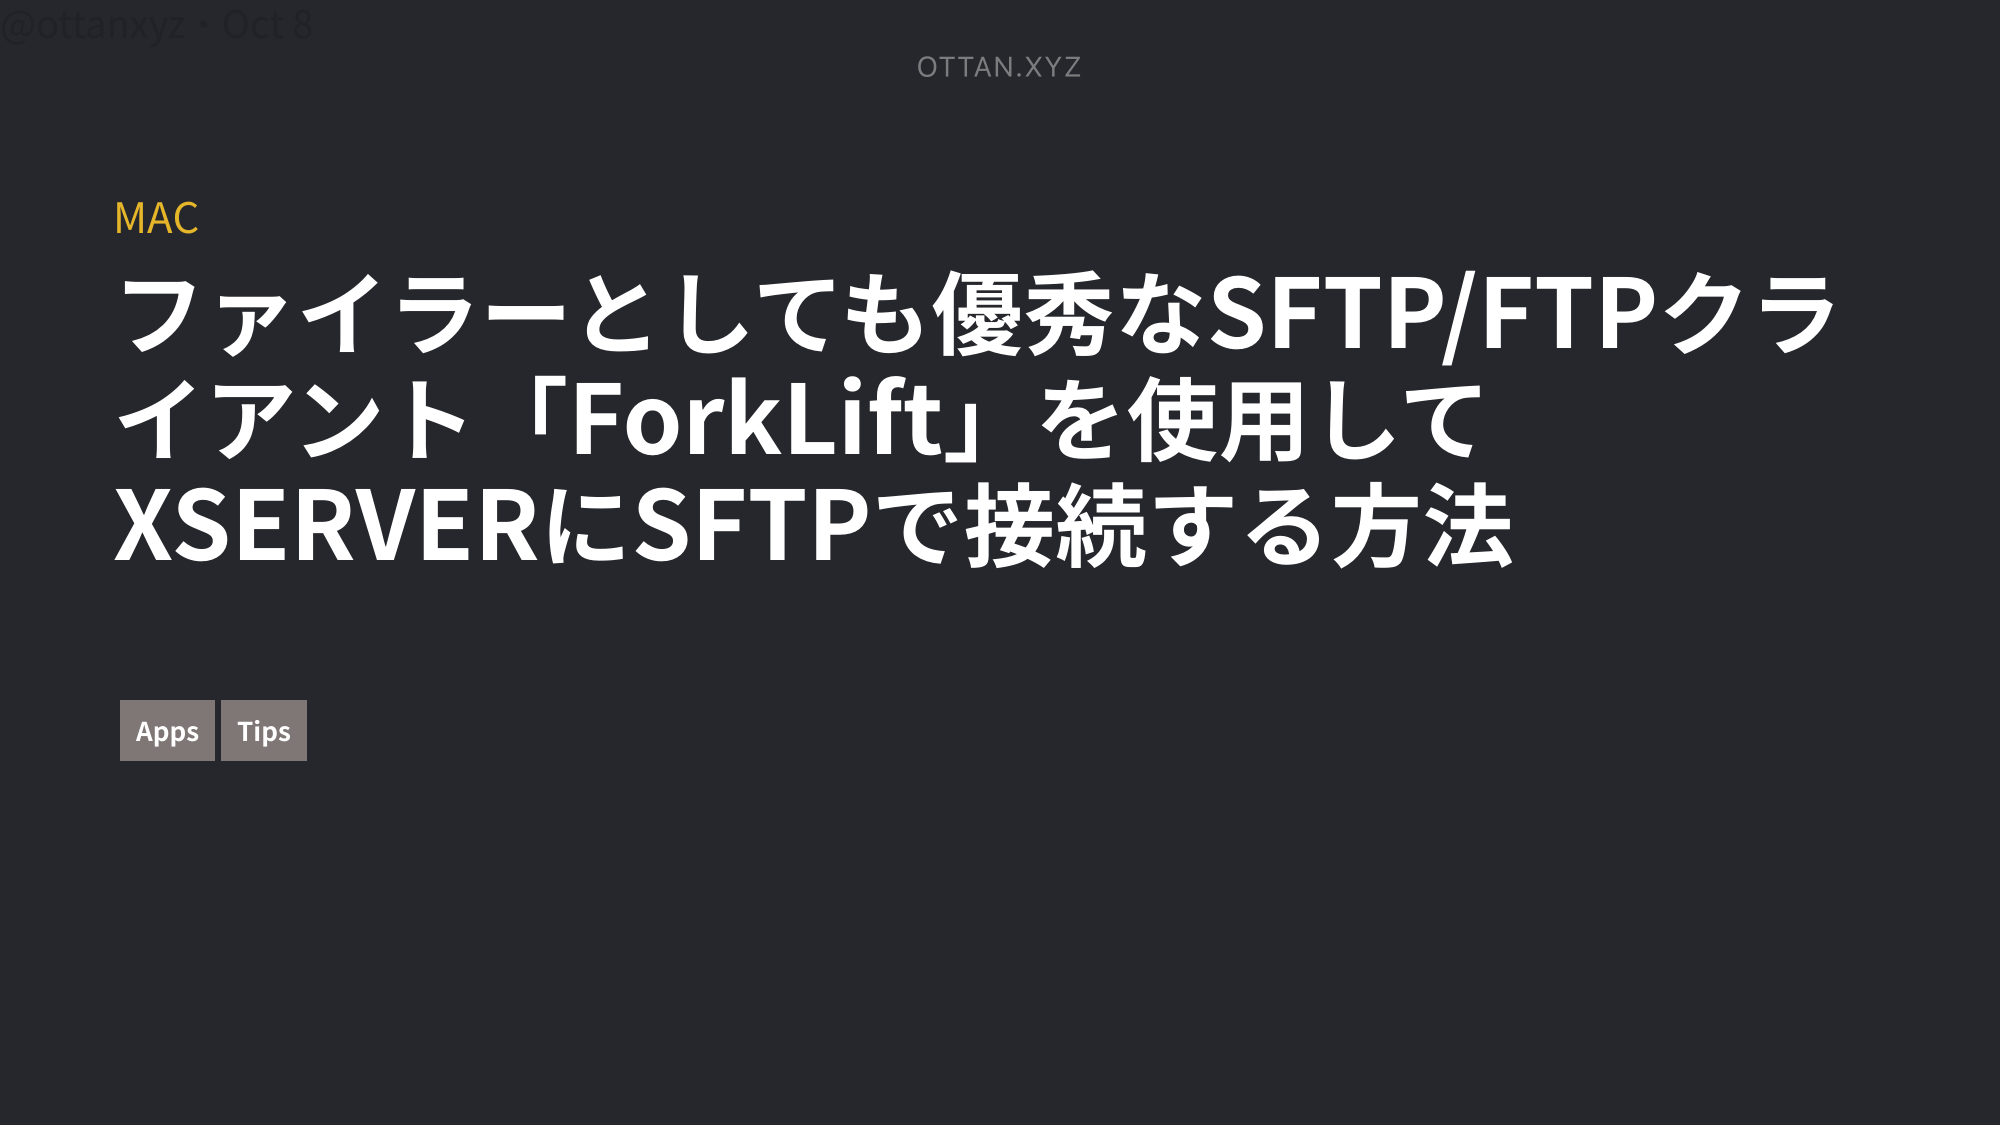 @ottanxyz・Oct 8
OTTAN.XYZ
MAC
ファイラーとしても優秀なSFTP/FTPクラ
イアント「ForkLift」を使用して
XSERVERにSFTPで接続する方法
Apps Tips